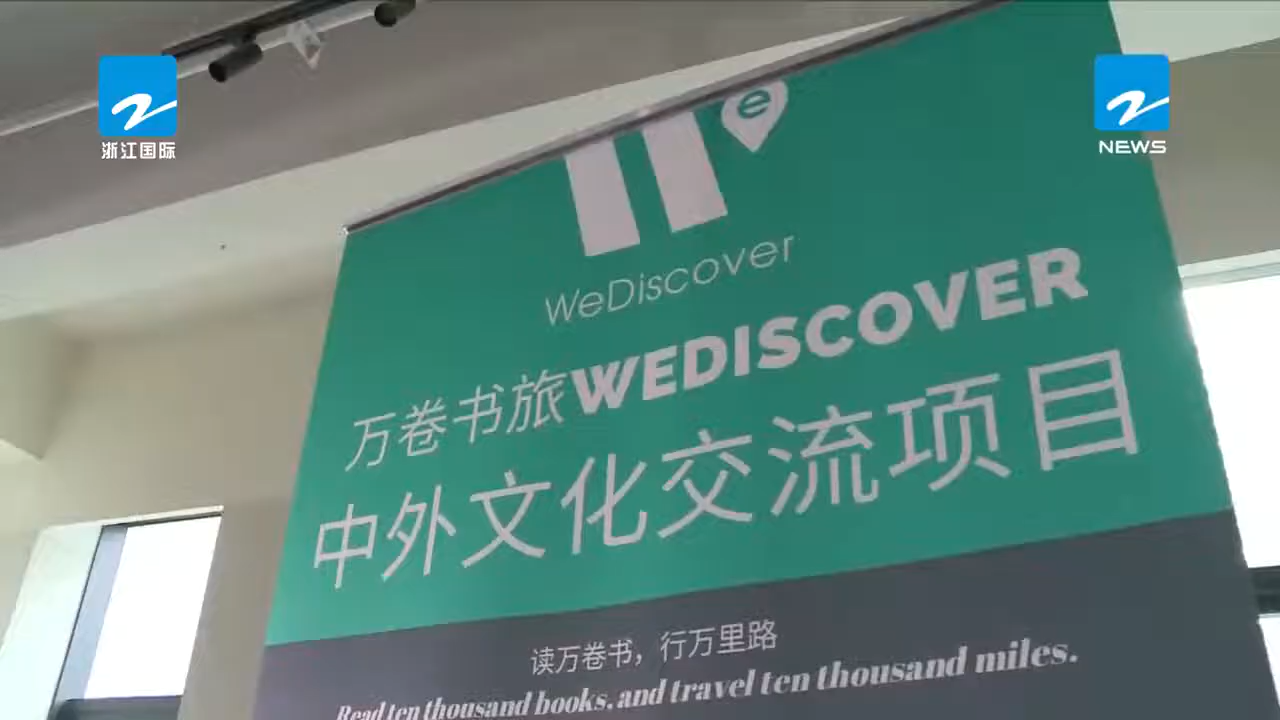 浙江国际
NEWS
e
WeDiscover
万卷书旅WEDISCOVER
中外文化交流项目
读万卷书，行万里路
Read ten thousand books, and travel ten thousand miles.